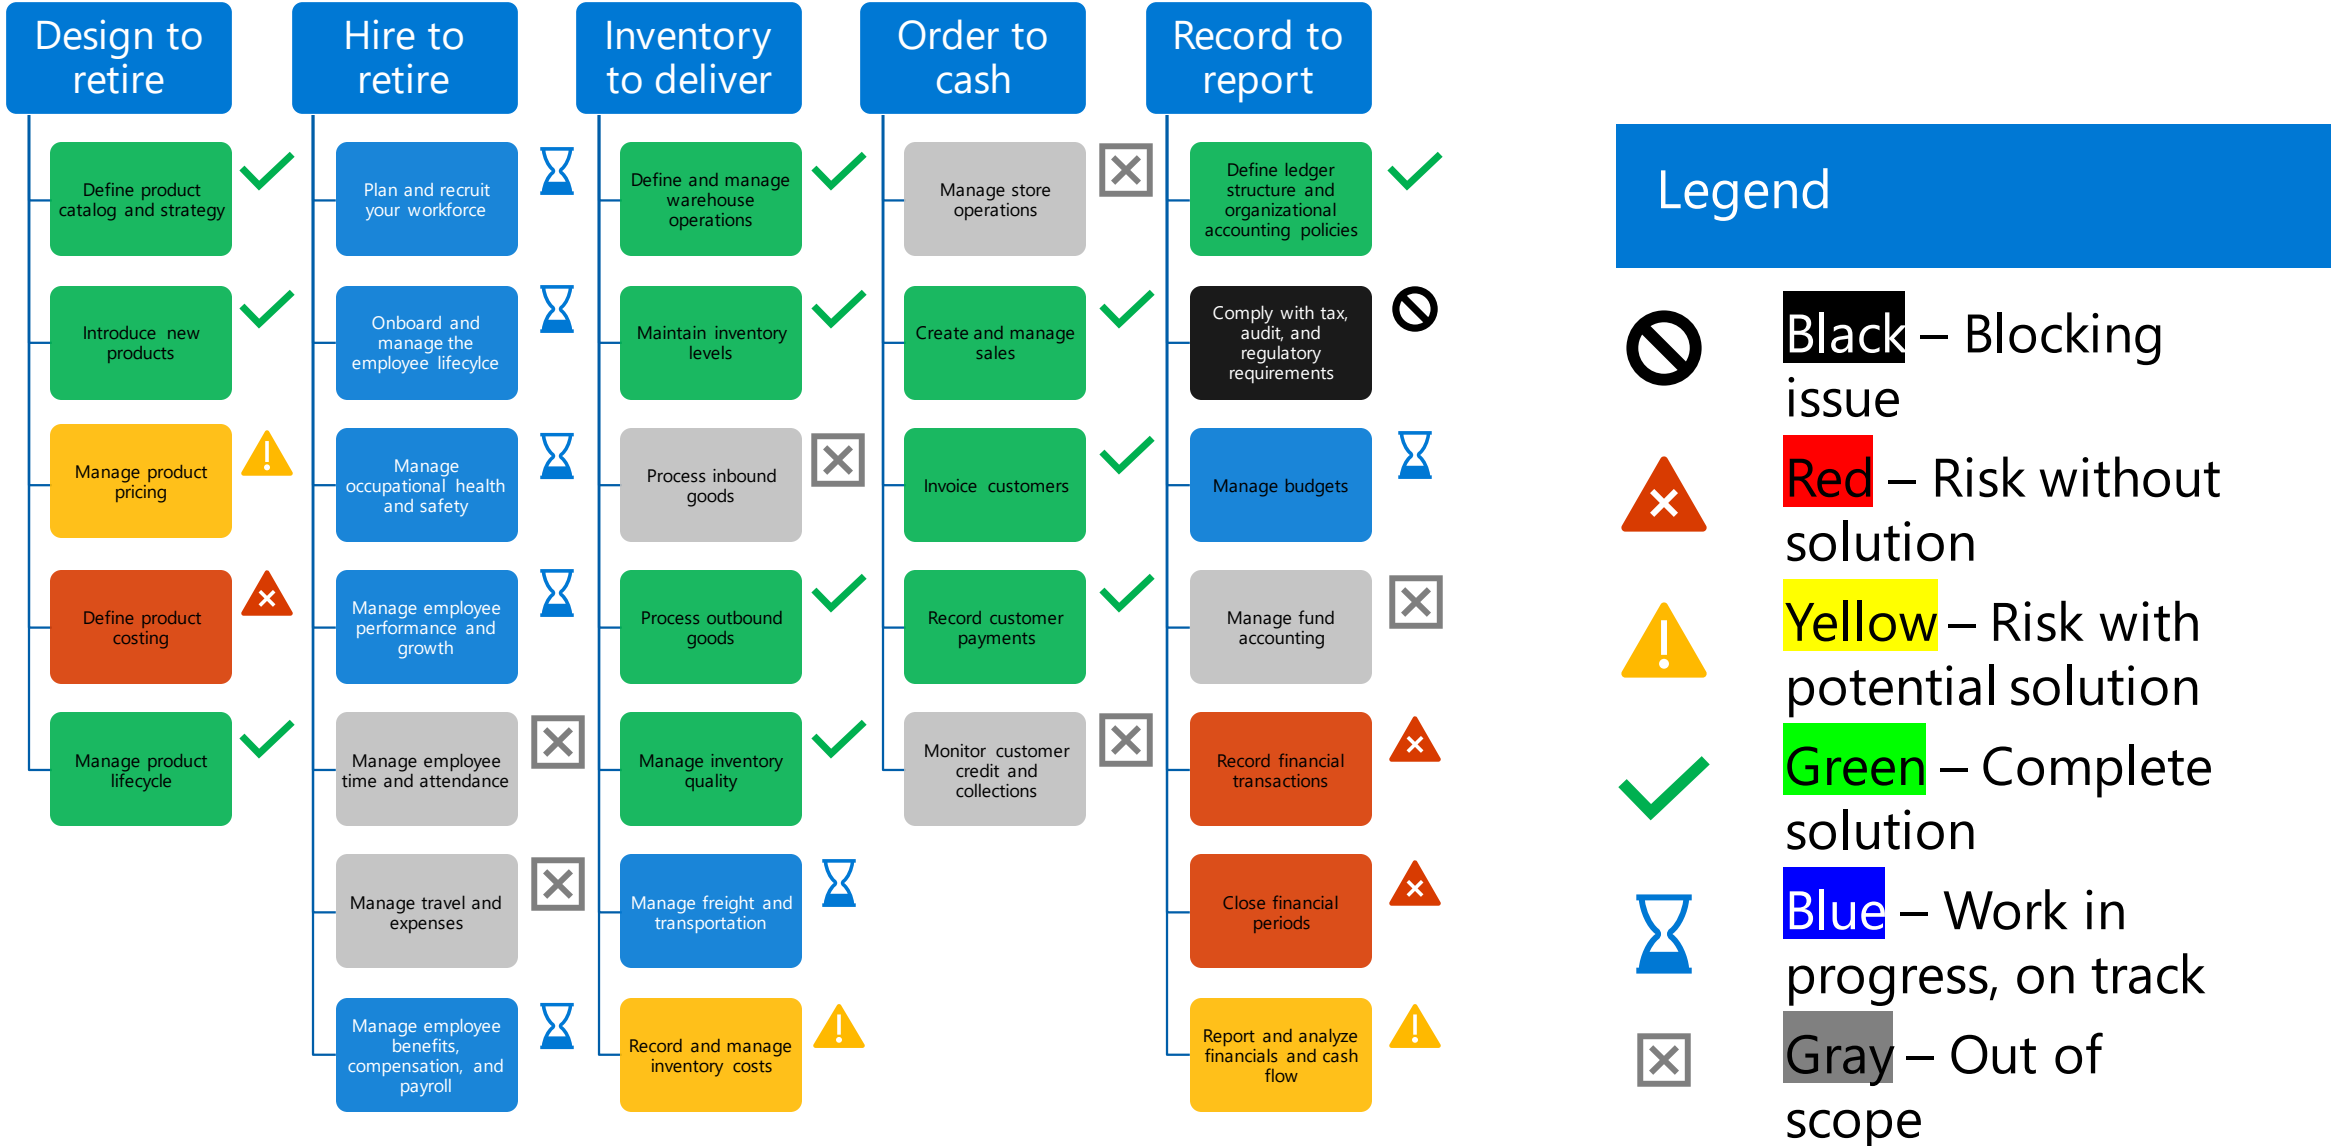 Design to
retire
Define product
catalog and strategy
Introduce new
products
Manage product
pricing
Define product
costing
Manage product
lifecycle
Hire to
retire
Plan and recruit
your workforce
Onboard and
manage the
employee lifecylce
Manage
occupational health
and safety
Manage employee
performance and
growth
Manage employee
time and attendance
Manage travel and
expenses
Manage employee
benefits,
compensation, and
payroll
Inventory
to deliver
Define and manage
warehouse
operations
Maintain inventory
levels
Process inbound
goods
Process outbound
goods
Manage inventory
quality
Manage freight and
transportation
Record and manage
inventory costs
Order to
cash
Manage store
operations
Create and manage
sales
Invoice customers
Record customer
payments
Monitor customer
credit and
collections
Record to
report
Define ledger
structure and
organizational
accounting policies
Comply with tax,
audit, and
regulatory
requirements
Manage budgets
Manage fund
accounting
Record financial
transactions
Close financial
periods
Report and analyze
financials and cash
flow
Legend
Black – Blocking
issue
Red – Risk without
solution
Yellow – Risk with
potential solution
Green – Complete
solution
Blue – Work in
progress, on track
Gray – Out of
scope